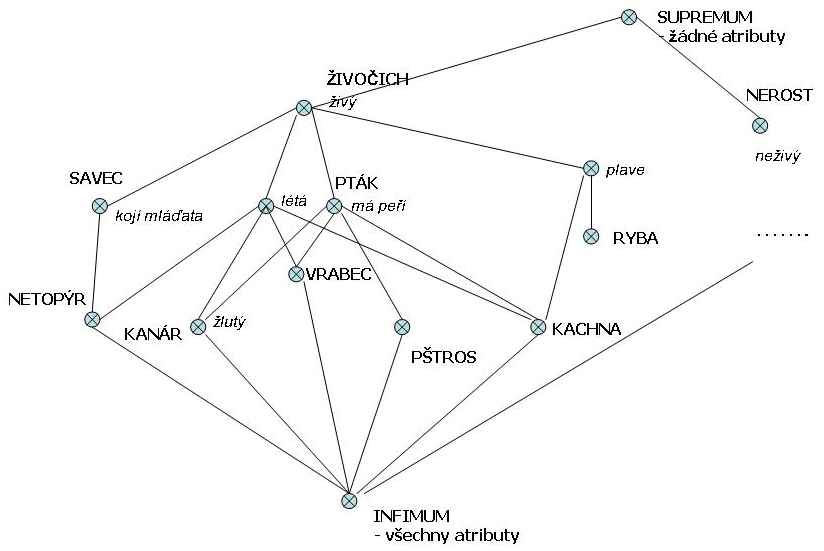 SUPREMUM
- žádné atributy
ŽIVOČICH
živý
NEROST
neživý
SAVEC
kojí mláďata
létá
PTÁK
má peří
plave
RYBA
.......
VRABEC
NETOPÝR
KANÁR
žlutý
PŠTROS
KACHNA
INFIMUM
- všechny atributy